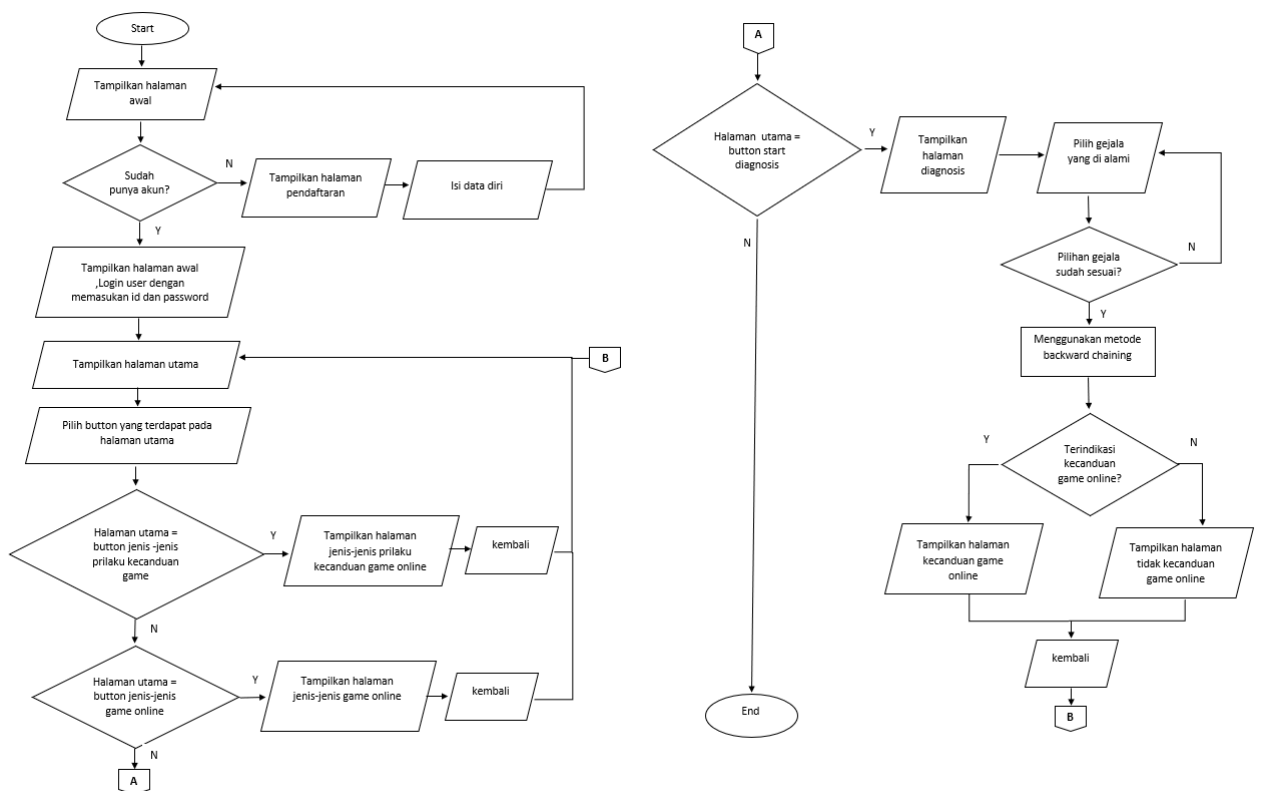 Start
Tampilkan halaman
awal
Sudah
punya akun?
N
Tampilkan halaman
pendaftaran
Isi data diri
Y
Tampilkan halaman awal
,Login user dengan
memasukan id dan password
Tampilkan halaman utama
B
Pilih button yang terdapat pada
halaman utama
Halaman utama =
button jenis -jenis
prilaku kecanduan
game
Y
Tampilkan halaman
jenis-jenis prilaku
kecanduan game online
kembali
N
Halaman utama =
button jenis-jenis
game online
Y
Tampilkan halaman
jenis-jenis game online
kembali
N
A
A
Halaman utama =
button start
diagnosis
Y
Tampilkan
halaman
diagnosis
Pilih gejala
yang di alami
N
Pilihan gejala
sudah sesuai?
N
Y
Menggunakan metode
backward chaining
Terindikasi
kecanduan
game online?
Y
N
Tampilkan halaman
kecanduan game
online
Tampilkan halaman
tidak kecanduan
game online
kembali
B
End